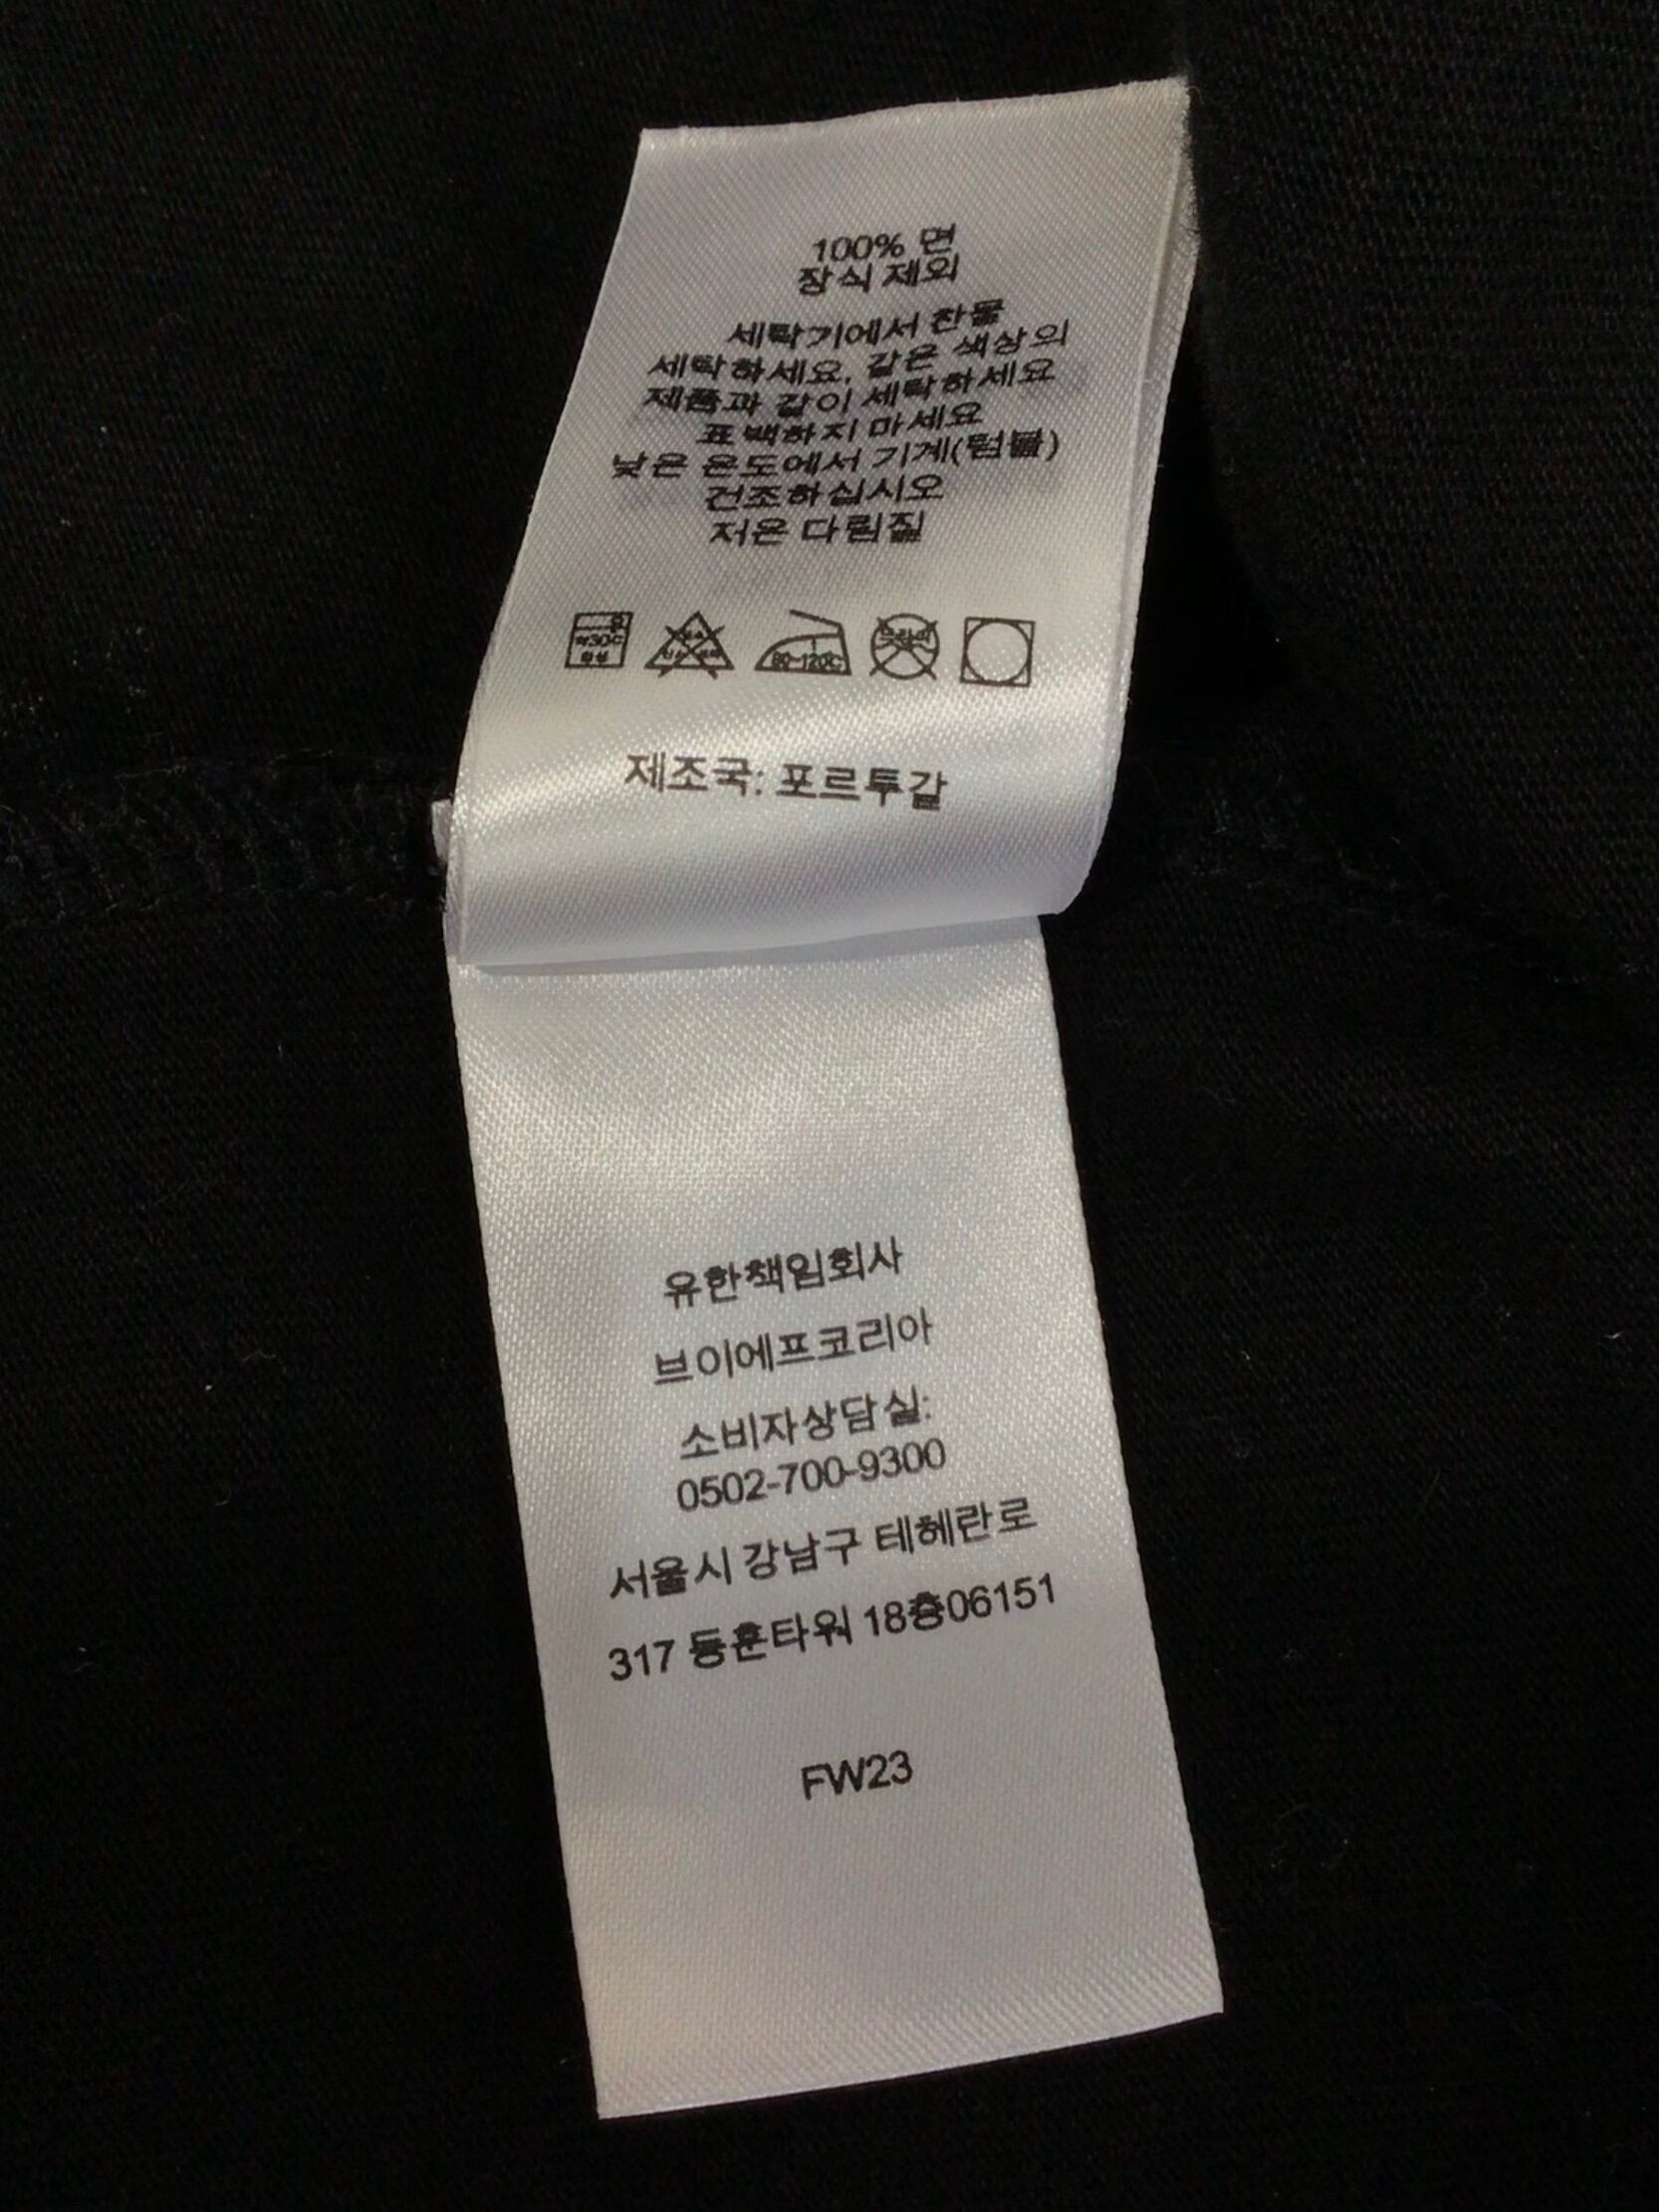 100% 면
장식 제외
세탁기에서 찬물
세탁하세요. 같은 색상의
제품과 같이 세탁하세요
표백하지 마세요
낮은 온도에서 기계(텀블)
건조하십시오
저온 다림질
약30℃
80~120℃
제조국: 포르투갈
유한책임회사
브이에프코리아
소비자상담실:
0502-700-9300
서울시 강남구 테헤란로
317 동훈타워 18층06151
FW23